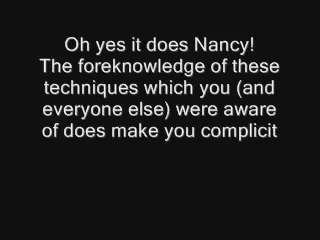 Oh yes it does Nancy!
The foreknowledge of these
techniques which you (and
everyone else) were aware
of does make you complicit